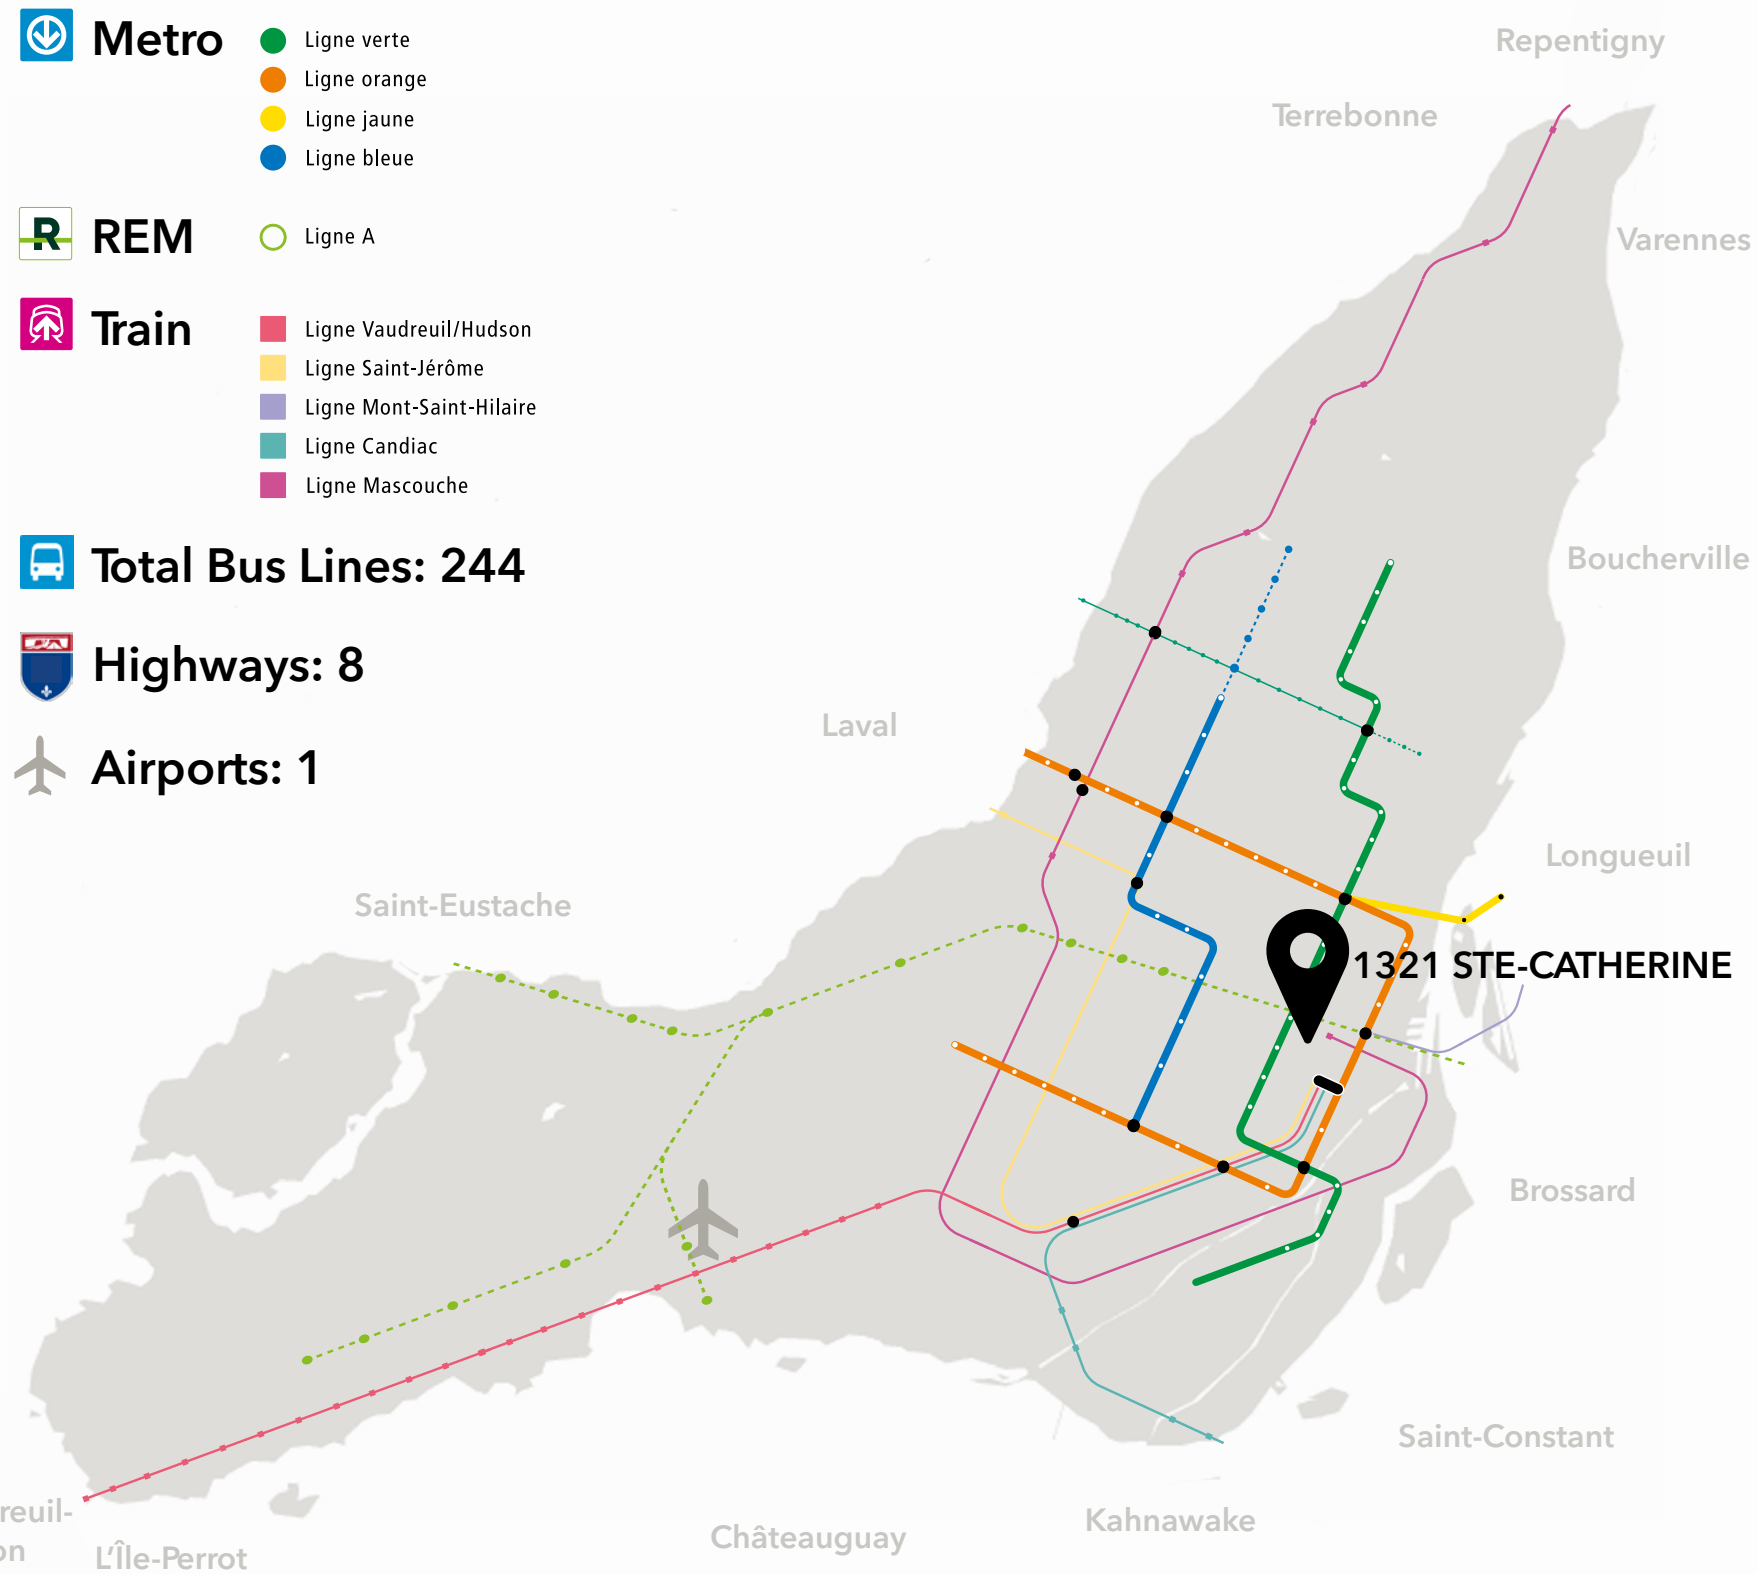 Metro
Ligne verte
Ligne orange
Ligne jaune
Ligne bleue
R
REM
Ligne A
Train
Ligne Vaudreuil/Hudson
Ligne Saint-Jérôme
Ligne Mont-Saint-Hilaire
Ligne Candiac
Ligne Mascouche
Total Bus Lines: 244
Highways: 8
Airports: 1
Repentigny
Terrebonne
Varennes
Boucherville
Laval
Longueuil
Saint-Eustache
1321 STE-CATHERINE
Brossard
Saint-Constant
Kahnawake
Châteauguay
reuil-
on
L'Île-Perrot